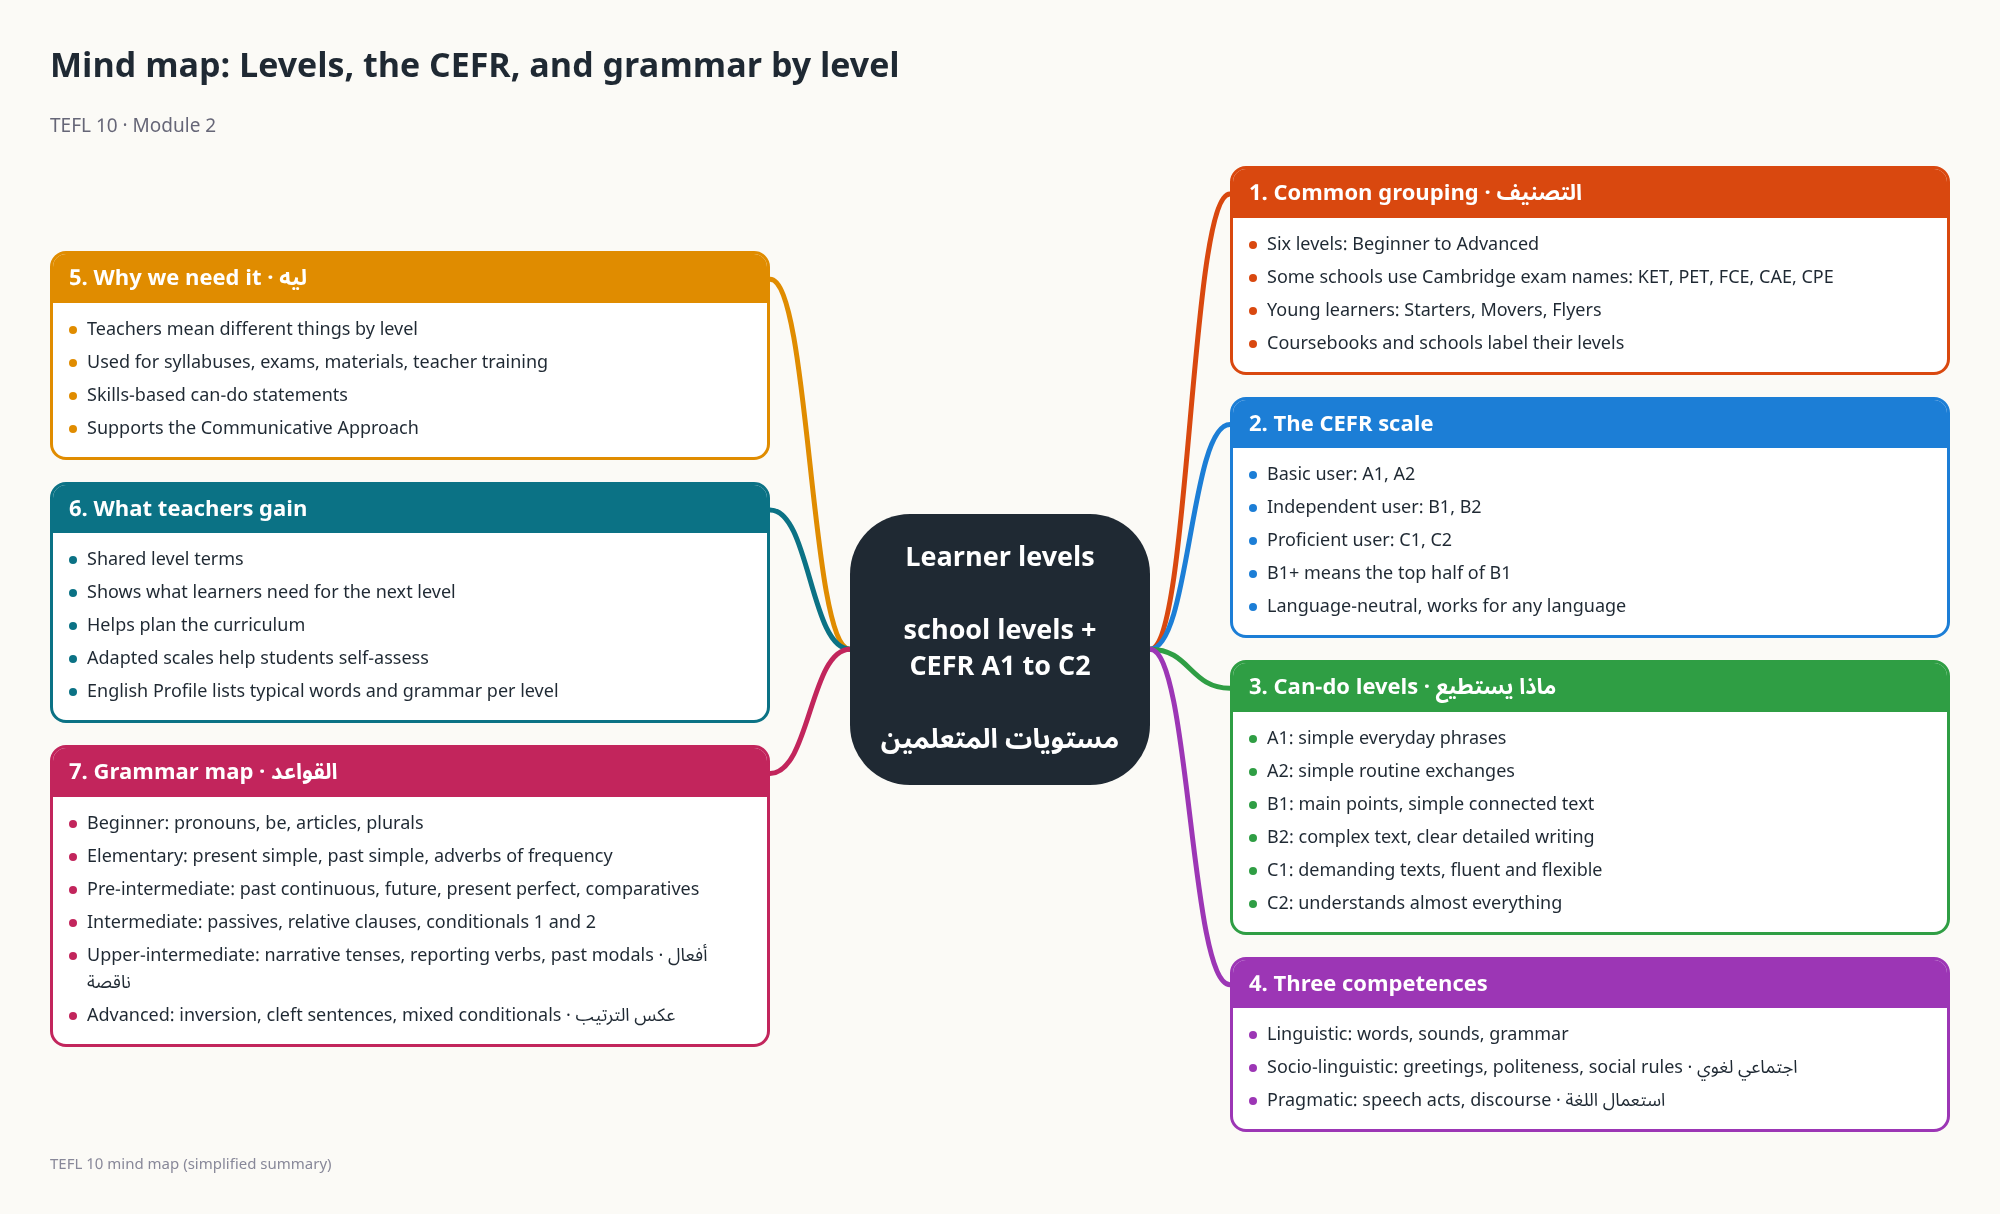 Mind map: Levels, the CEFR, and grammar by level
TEFL 10 · Module 2
1. Common grouping · التصنيف
Six levels: Beginner to Advanced
Some schools use Cambridge exam names: KET, PET, FCE, CAE, CPE
Young learners: Starters, Movers, Flyers
Coursebooks and schools label their levels
2. The CEFR scale
Basic user: A1, A2
Independent user: B1, B2
Proficient user: C1, C2
B1+ means the top half of B1
Language-neutral, works for any language
3. Can-do levels · ماذا يستطيع
A1: simple everyday phrases
A2: simple routine exchanges
B1: main points, simple connected text
B2: complex text, clear detailed writing
C1: demanding texts, fluent and flexible
C2: understands almost everything
4. Three competences
Linguistic: words, sounds, grammar
Socio-linguistic: greetings, politeness, social rules · اجتماعي لغوي
Pragmatic: speech acts, discourse · استعمال اللغة
5. Why we need it · ليه
Teachers mean different things by level
Used for syllabuses, exams, materials, teacher training
Skills-based can-do statements
Supports the Communicative Approach
6. What teachers gain
Shared level terms
Shows what learners need for the next level
Helps plan the curriculum
Adapted scales help students self-assess
English Profile lists typical words and grammar per level
7. Grammar map · القواعد
Beginner: pronouns, be, articles, plurals
Elementary: present simple, past simple, adverbs of frequency
Pre-intermediate: past continuous, future, present perfect, comparatives
Intermediate: passives, relative clauses, conditionals 1 and 2
Upper-intermediate: narrative tenses, reporting verbs, past modals · أفعال
ناقصة
Advanced: inversion, cleft sentences, mixed conditionals · عكس الترتيب
Learner levels
school levels +
CEFR A1 to C2
مستويات المتعلمين
TEFL 10 mind map (simplified summary)